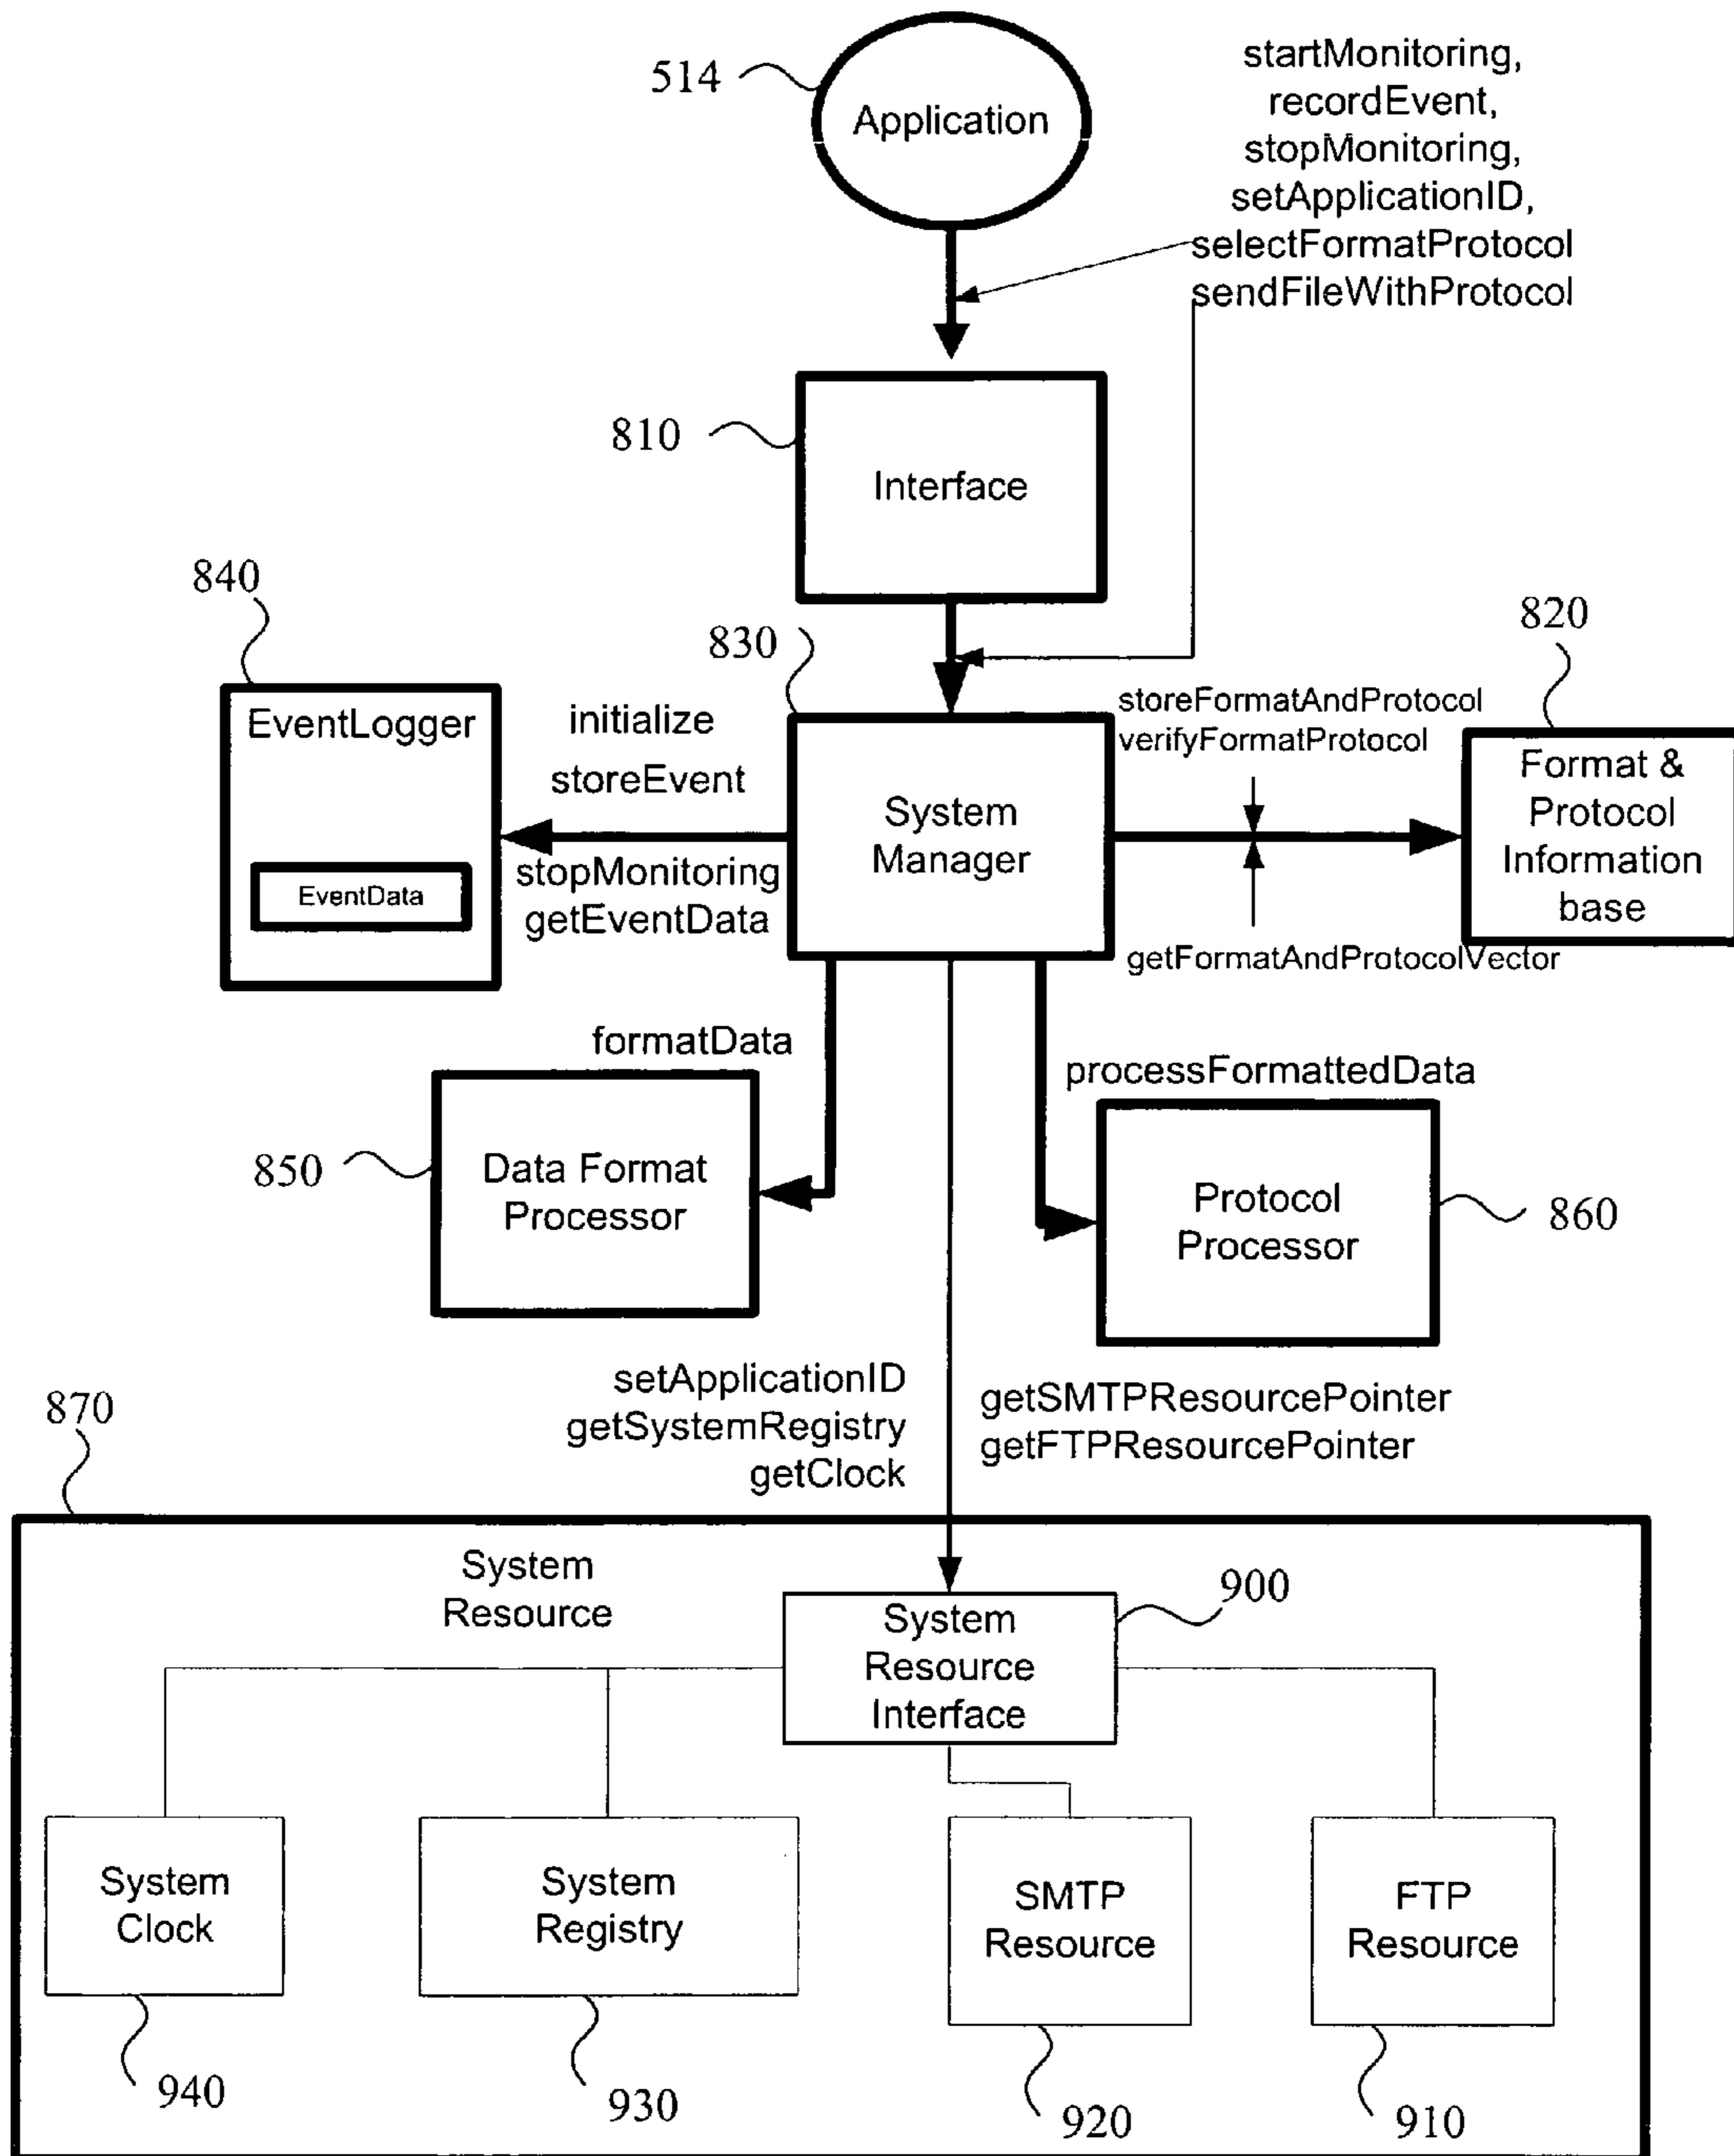 514
Application
startMonitoring,
recordEvent,
stopMonitoring,
setApplicationID,
selectFormatProtocol
sendFileWithProtocol
810
Interface
840
830
820
EventLogger
EventData
initialize
storeEvent
stopMonitoring
getEventData
System
Manager
storeFormatAndProtocol
verifyFormatProtocol
getFormatAndProtocolVector
Format &
Protocol
Information
base
formatData
processFormattedData
850
Data Format
Processor
Protocol
Processor
860
setApplicationID
getSystemRegistry
getClock
getSMTPResourcePointer
getFTPResourcePointer
870
System
Resource
900
System
Resource
Interface
System
Clock
System
Registry
SMTP
Resource
FTP
Resource
940
930
920
910